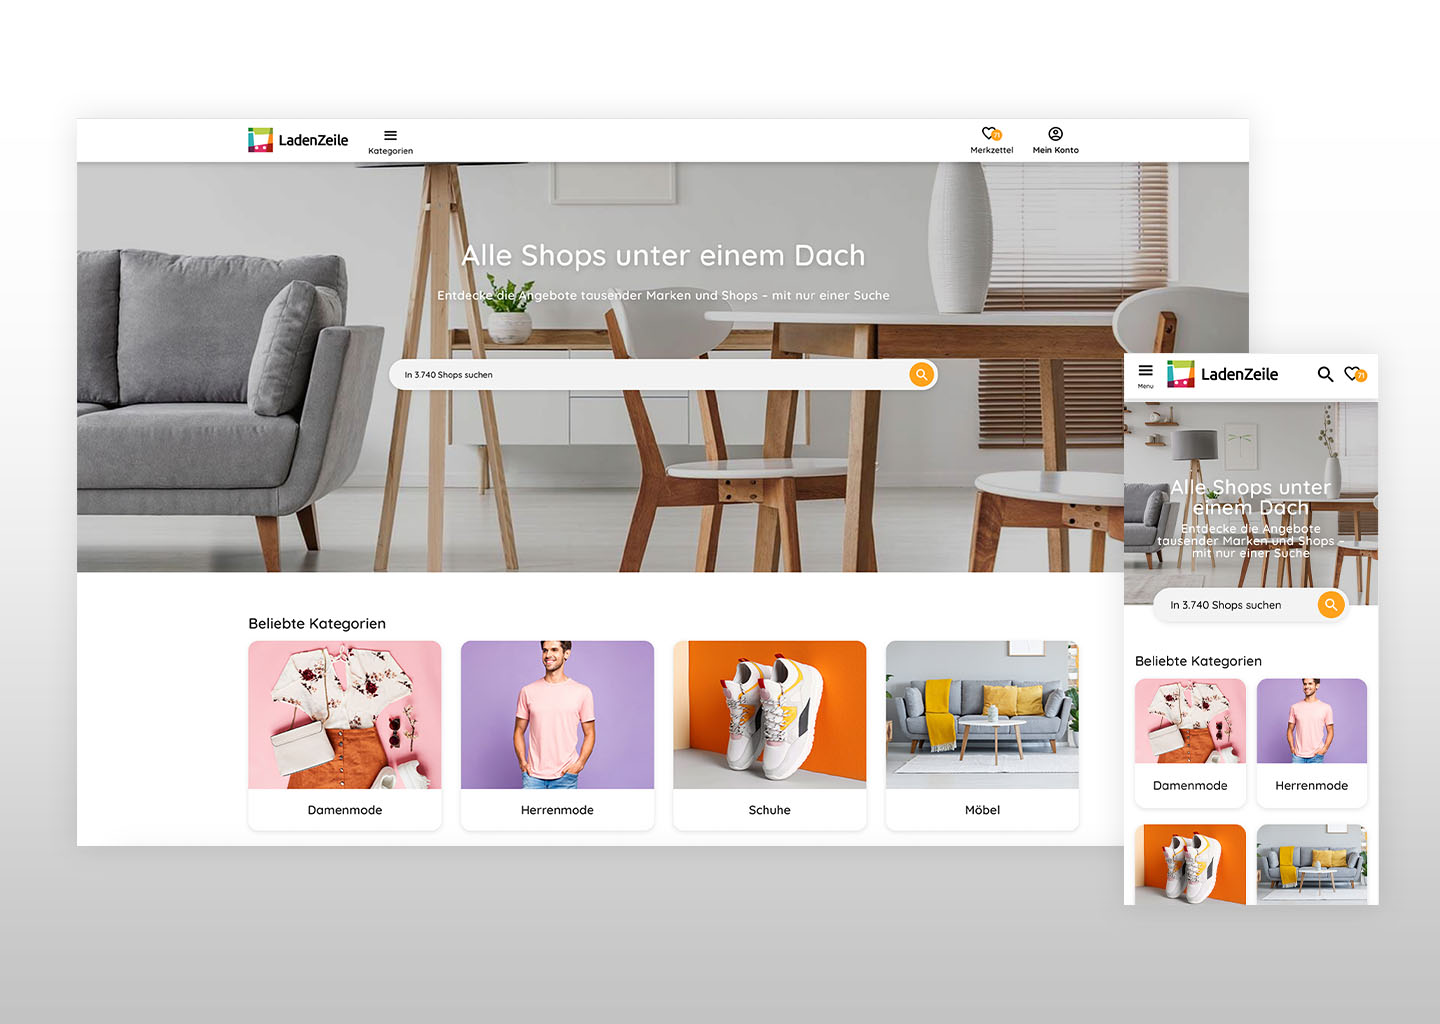 LadenZeile
Kategorien
Merkzettel
71
Mein Konto
Alle Shops unter einem Dach
Entdecke die Angebote tausender Marken und Shops – mit nur einer Suche
In 3.740 Shops suchen
Beliebte Kategorien
Damenmode
Herrenmode
Schuhe
Möbel
Menu
LadenZeile
71
Alle Shops unter
einem Dach
Entdecke die Angebote
tausender Marken und Shops –
mit nur einer Suche
In 3.740 Shops suchen
Beliebte Kategorien
Damenmode
Herrenmode